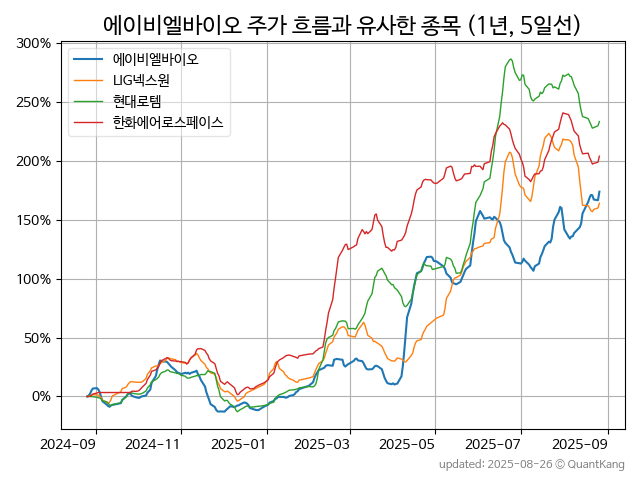 에이비엘바이오 주가 흐름과 유사한 종목 (1년, 5일선)
300%
250%
200%
150%
100%
50%
0%
에이비엘바이오
LIG넥스원
현대로템
한화에어로스페이스
2024-09
2024-11
2025-01
2025-03
2025-05
2025-07
2025-09
updated: 2025-08-26 © QuantKang